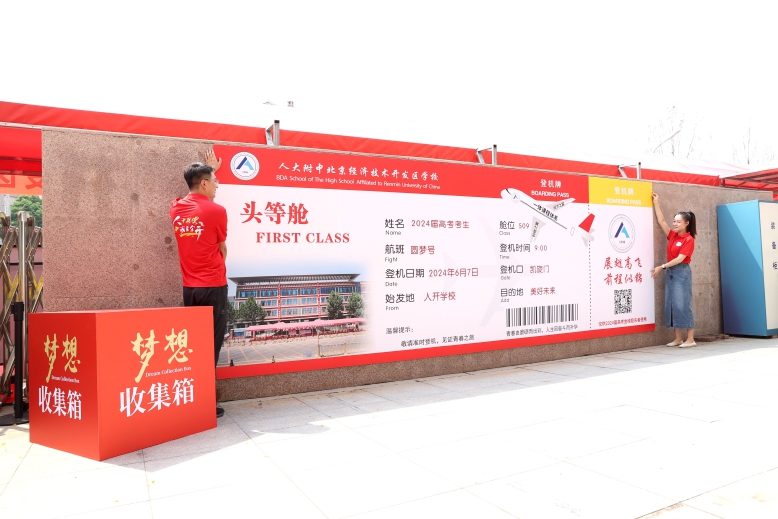 人大附中北京经济技术开发区学校
BDA School of The High School Affiliated to Renmin University of China
登机牌
BOARDING PASS
登机牌
BOARDING PASS
头等舱
FIRST CLASS
姓名 2024届高考考生
Name
舱位 509
Class
航班 圆梦号
Fight
登机时间 9:00
Time
登机日期 2024年6月7日
Date
登机口 凯旋门
Gate
始发地 人开学校
From
目的地 美好未来
Add
温馨提示:
敬请准时登机,见证青春之旅
展翅高飞
前程似锦
梦想
Dream Collection Box
收集箱
梦想
收集箱